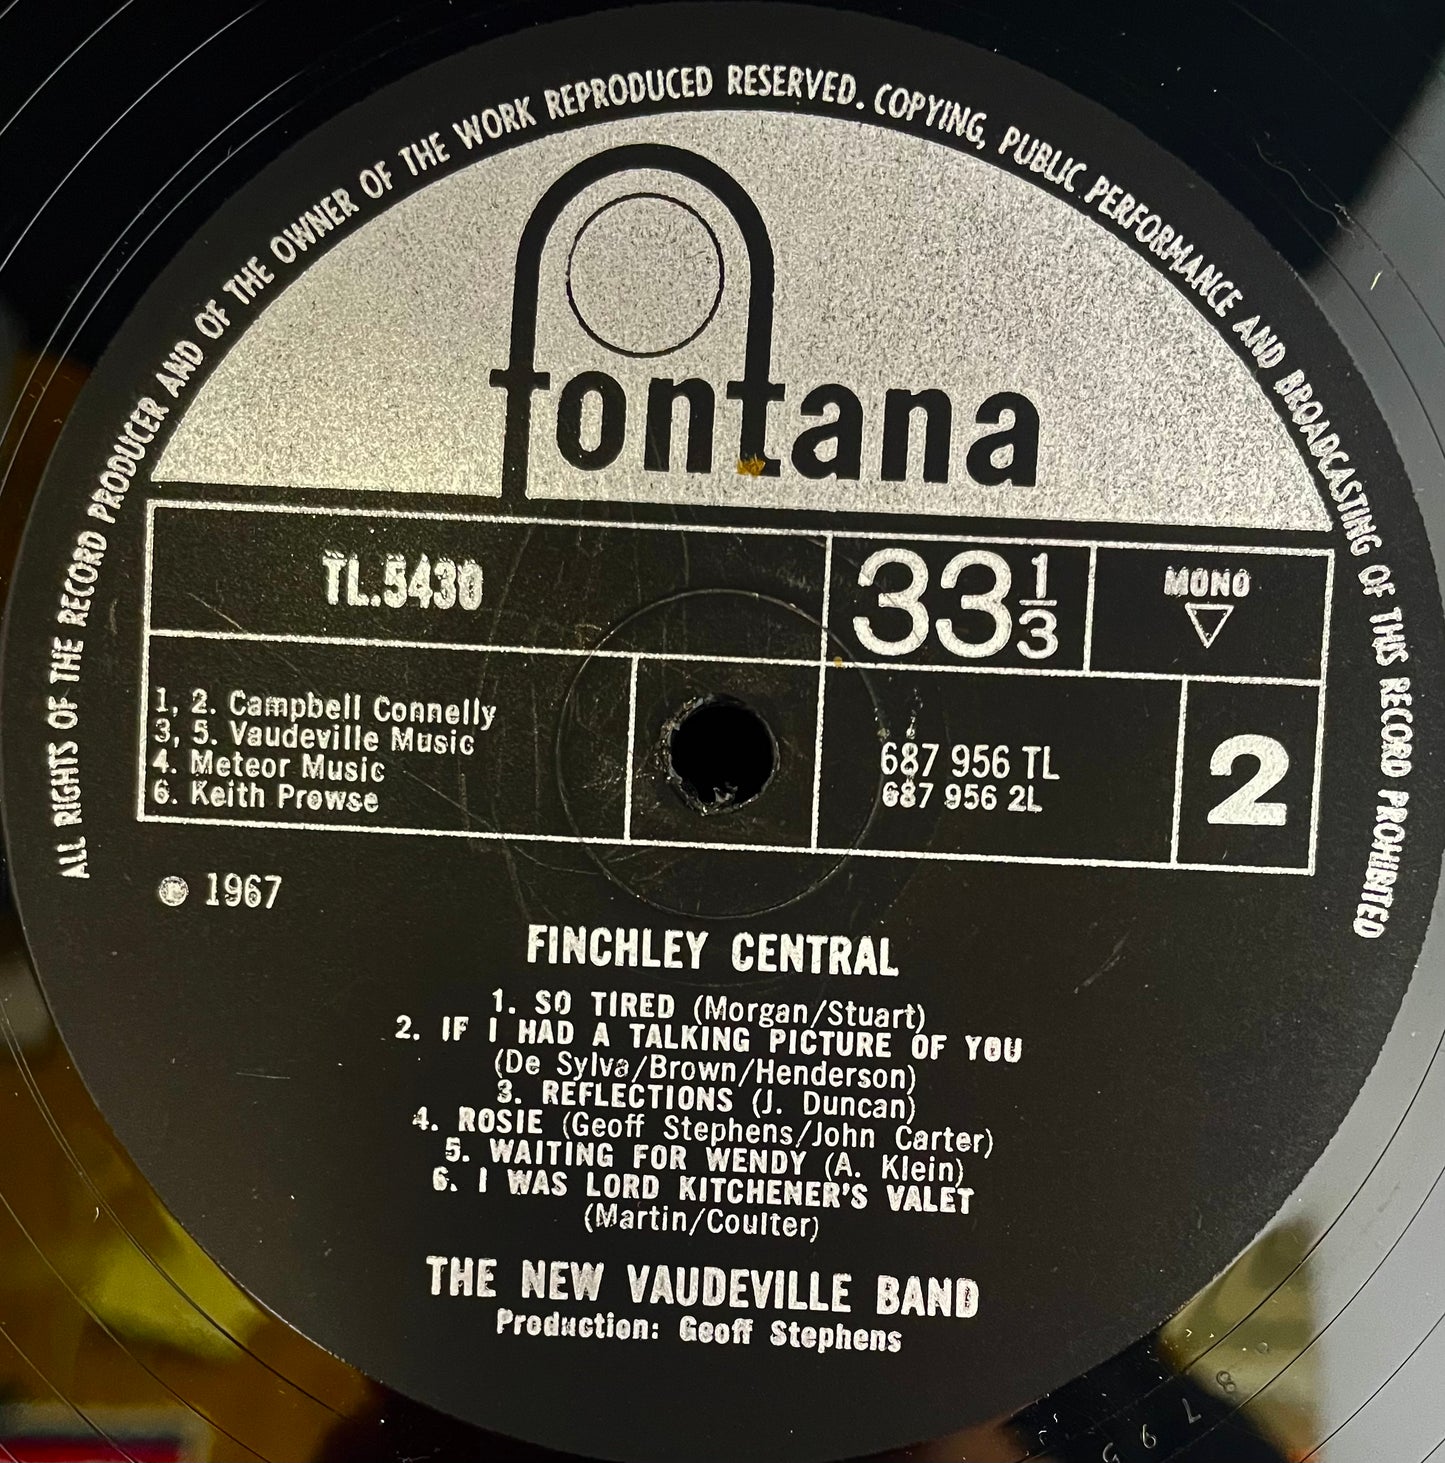 ALL RIGHTS OF THE RECORD PRODUCER AND OF THE OWNER OF THE WORK REPRODUCED RESERVED. COPYING, PUBLIC PERFORMANCE AND BROADCASTING OF THIS RECORD PROHIBITED
fontana
TL.5430
33 1/3
MONO
1, 2. Campbell Connelly
3, 5. Vaudeville Music
4. Meteor Music
6. Keith Prowse
687 956 TL
687 956 2L
2
℗ 1967
FINCHLEY CENTRAL
1. SO TIRED (Morgan/Stuart)
2. IF I HAD A TALKING PICTURE OF YOU
(De Sylva/Brown/Henderson)
3. REFLECTIONS (J. Duncan)
4. ROSIE (Geoff Stephens/John Carter)
5. WAITING FOR WENDY (A. Klein)
6. I WAS LORD KITCHENER'S VALET
(Martin/Coulter)
THE NEW VAUDEVILLE BAND
Production: Geoff Stephens